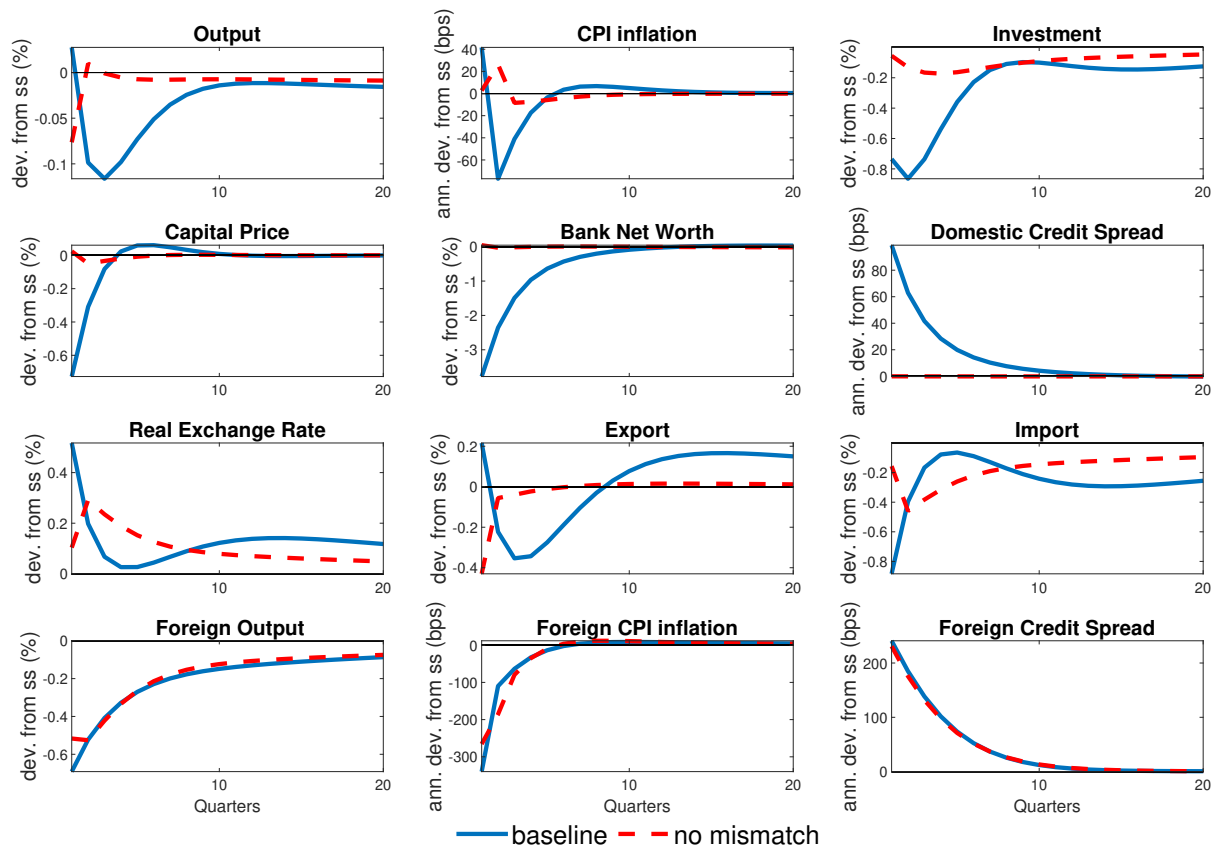 Output
CPI inflation
Investment
dev. from ss (%)
0
-0.05
-0.1
10
20
ann. dev. from ss (bps)
40
20
0
-20
-40
-60
10
20
dev. from ss (%)
-0.2
-0.4
-0.6
-0.8
10
20
Capital Price
Bank Net Worth
Domestic Credit Spread
dev. from ss (%)
0
-0.2
-0.4
-0.6
10
20
dev. from ss (%)
0
-1
-2
-3
10
20
ann. dev. from ss (bps)
80
60
40
20
0
10
20
Real Exchange Rate
Export
Import
dev. from ss (%)
0.4
0.2
0
10
20
dev. from ss (%)
0.2
0
-0.2
-0.4
10
20
dev. from ss (%)
-0.2
-0.4
-0.6
-0.8
10
20
Foreign Output
Foreign CPI inflation
Foreign Credit Spread
dev. from ss (%)
0
-0.2
-0.4
-0.6
10
20
Quarters
ann. dev. from ss (bps)
0
-100
-200
-300
10
20
Quarters
ann. dev. from ss (bps)
200
100
0
10
20
Quarters
baseline
no mismatch